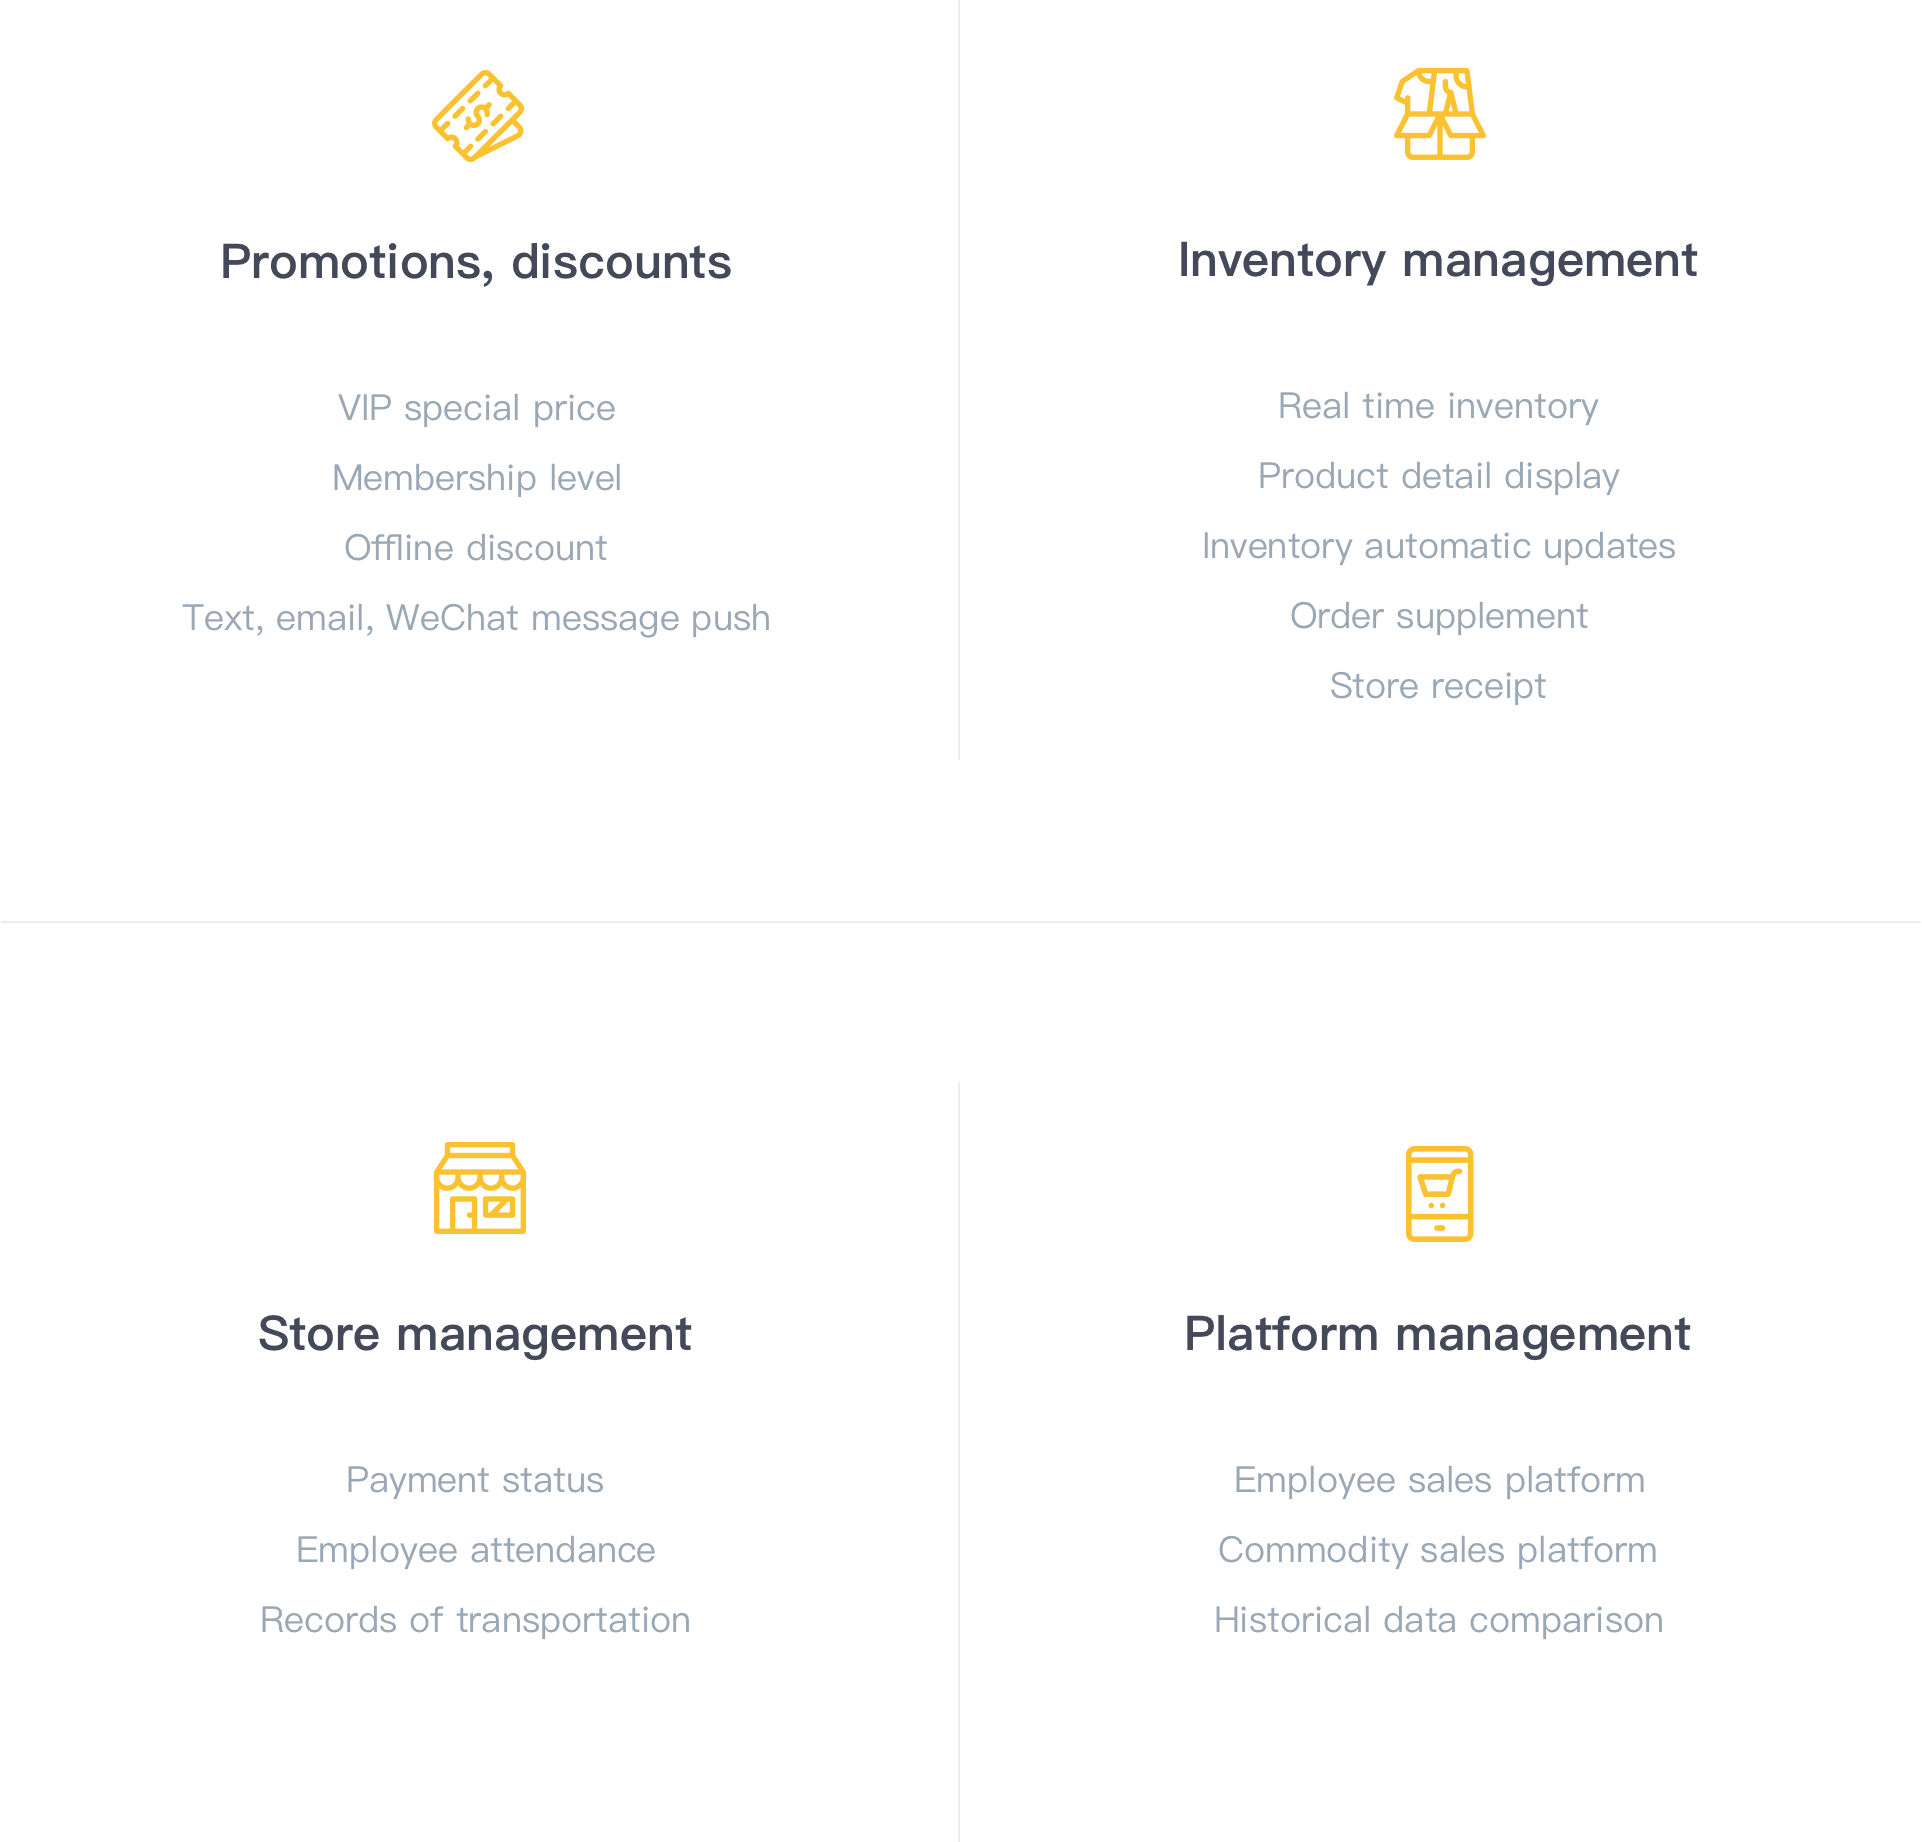 Promotions, discounts
VIP special price
Membership level
Offline discount
Text, email, WeChat message push
Inventory management
Real time inventory
Product detail display
Inventory automatic updates
Order supplement
Store receipt
Store management
Payment status
Employee attendance
Records of transportation
Platform management
Employee sales platform
Commodity sales platform
Historical data comparison